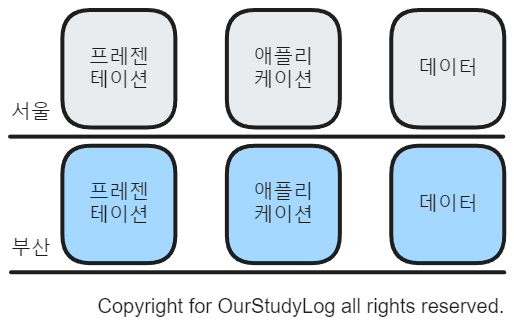 프레젠
테이션
애플리
케이션
데이터
서울
프레젠
테이션
애플리
케이션
데이터
부산
Copyright for OurStudyLog all rights reserved.